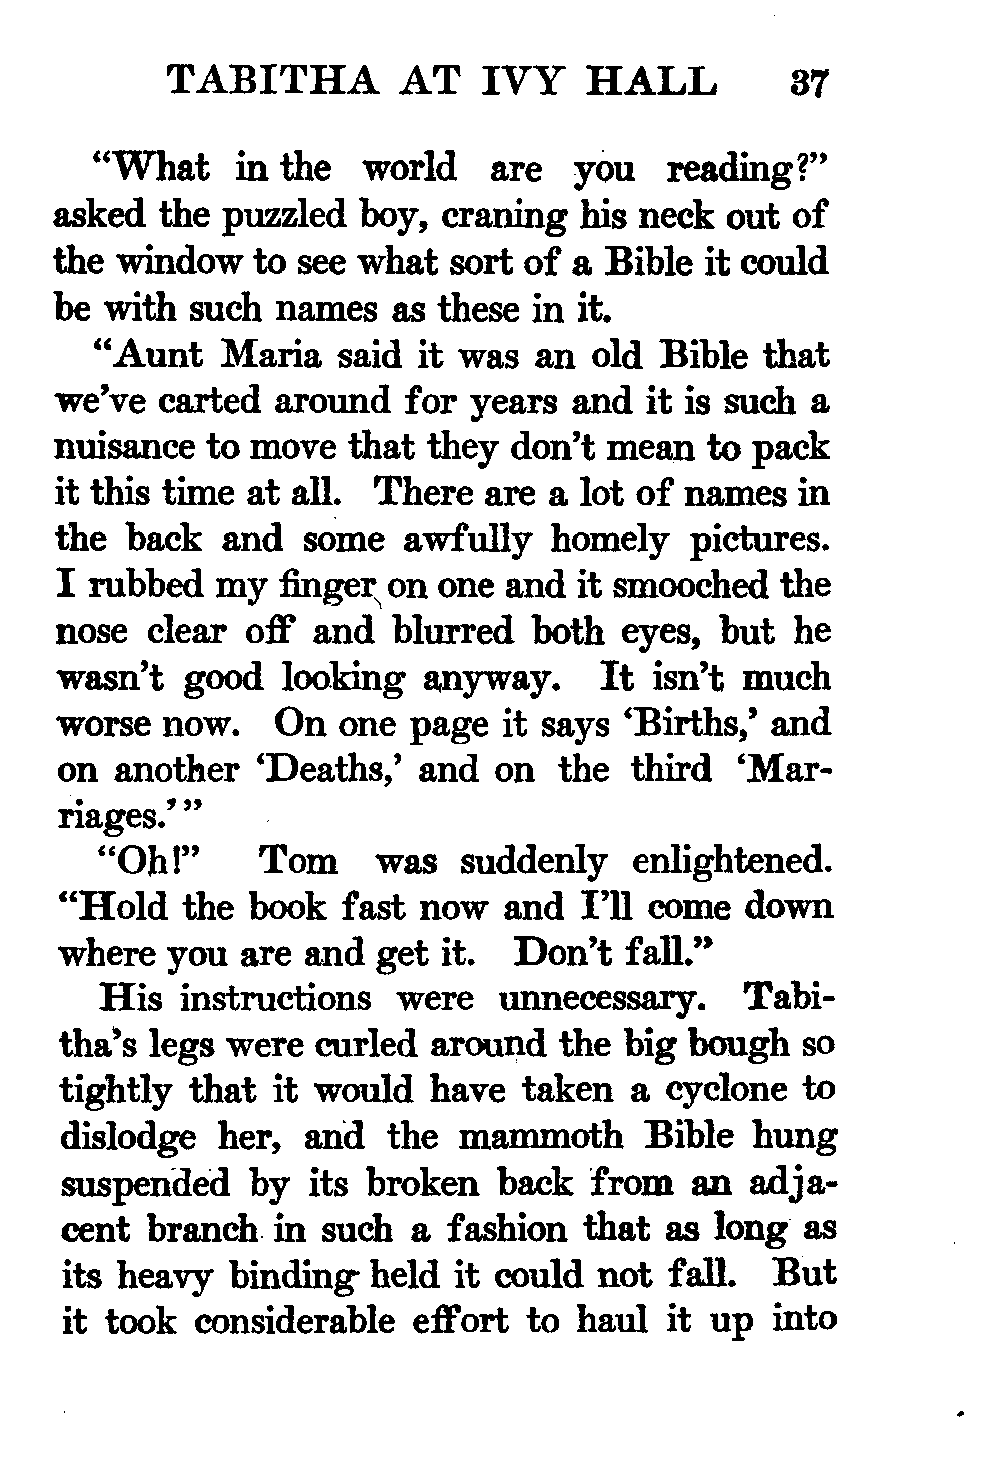 TABITHA AT IVY HALL 37
“What in the world are you reading?”
asked the puzzled boy, craning his neck out of
the window to see what sort of a Bible it could
be with such names as these in it.
“Aunt Maria said it was an old Bible that
we’ve carted around for years and it is such a
nuisance to move that they don’t mean to pack
it this time at all. There are a lot of names in
the back and some awfully homely pictures.
I rubbed my finger on one and it smooched the
nose clear off and blurred both eyes, but he
wasn’t good looking anyway. It isn’t much
worse now. On one page it says ‘Births,’ and
on another ‘Deaths,’ and on the third ‘Mar-
riages.’”
“Oh!” Tom was suddenly enlightened.
“Hold the book fast now and I’ll come down
where you are and get it. Don’t fall.”
His instructions were unnecessary. Tabi-
tha’s legs were curled around the big bough so
tightly that it would have taken a cyclone to
dislodge her, and the mammoth Bible hung
suspended by its broken back from an adja-
cent branch in such a fashion that as long as
its heavy binding held it could not fall. But
it took considerable effort to haul it up into